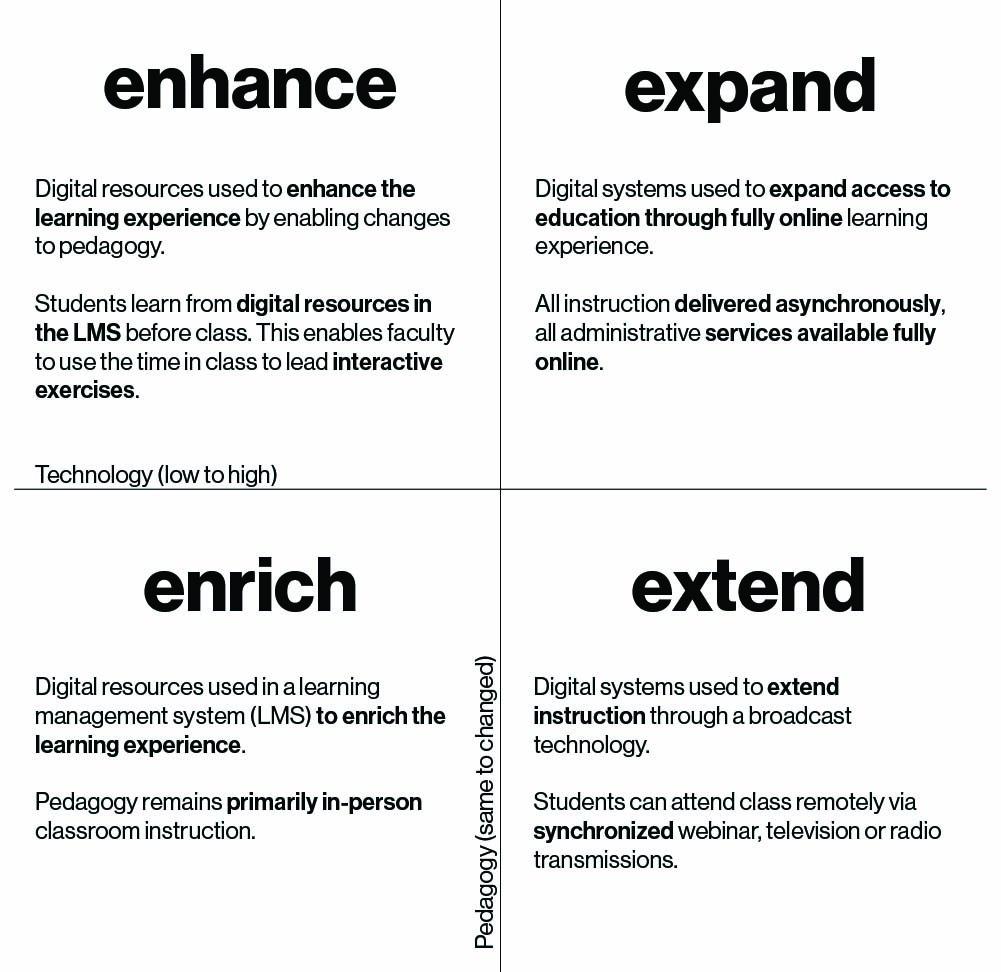 enhance
Digital resources used to enhance the
learning experience by enabling changes
to pedagogy.
Students learn from digital resources in
the LMS before class. This enables faculty
to use the time in class to lead interactive
exercises.
expand
Digital systems used to expand access to
education through fully online learning
experience.
All instruction delivered asynchronously,
all administrative services available fully
online.
Technology (low to high)
enrich
Digital resources used in a learning
management system (LMS) to enrich the
learning experience.
Pedagogy remains primarily in-person
classroom instruction.
Pedagogy (same to changed)
extend
Digital systems used to extend
instruction through a broadcast
technology.
Students can attend class remotely via
synchronized webinar, television or radio
transmissions.